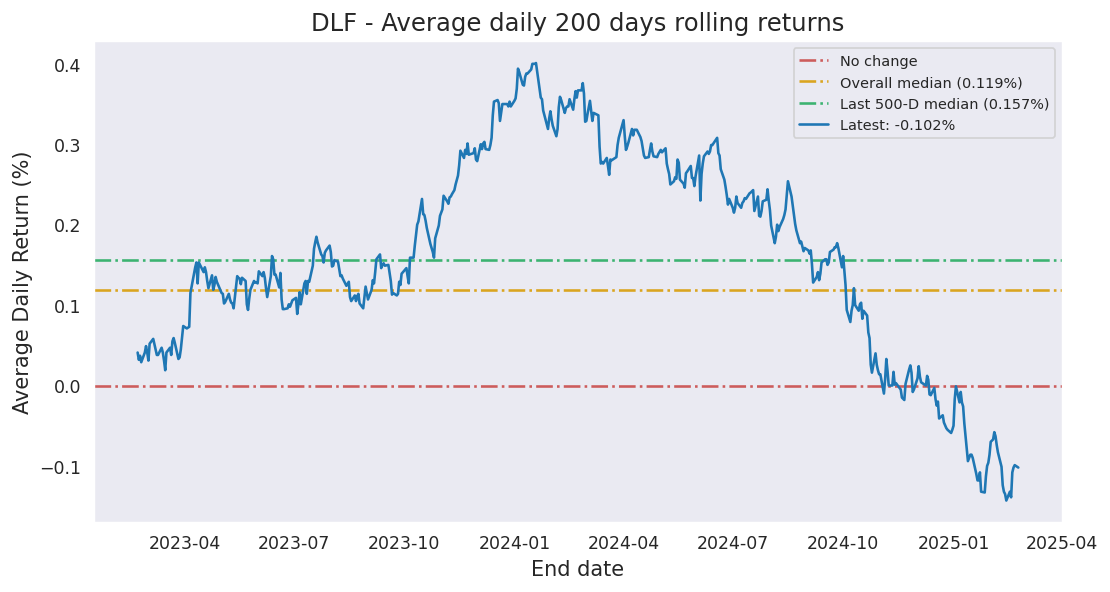 DLF - Average daily 200 days rolling returns
No change
Overall median (0.119%)
Last 500-D median (0.157%)
Latest: -0.102%
Average Daily Return (%)
0.4
0.3
0.2
0.1
0.0
−0.1
2023-04 2023-07 2023-10 2024-01 2024-04 2024-07 2024-10 2025-01 2025-04
End date